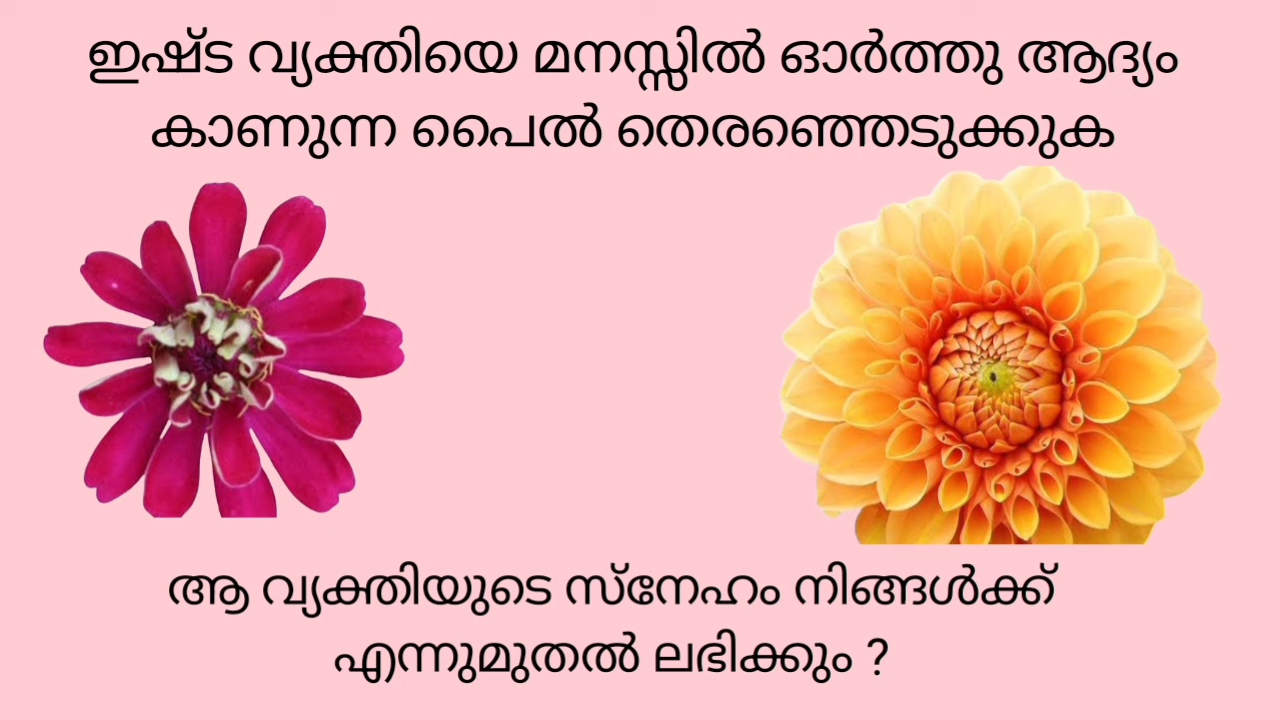 ഇഷ്ട വ്യക്തിയെ മനസ്സിൽ ഓർത്തു ആദ്യം
കാണുന്ന പൈൽ തെരഞ്ഞെടുക്കുക
ആ വ്യക്തിയുടെ സ്നേഹം നിങ്ങൾക്ക്
എന്നുമുതൽ ലഭിക്കും ?